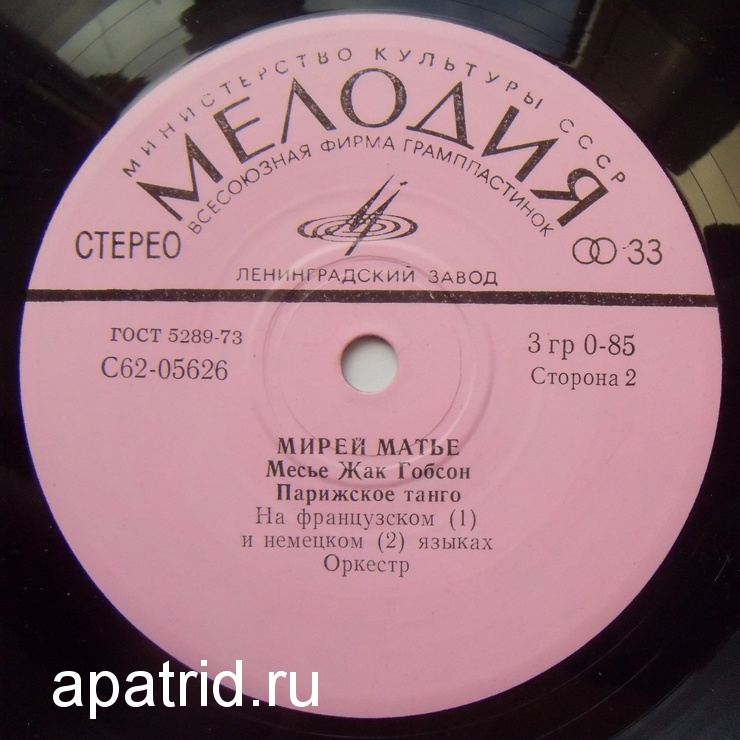 МИНИСТЕРСТВО КУЛЬТУРЫ СССР
МЕЛОДИЯ
ВСЕСОЮЗНАЯ ФИРМА ГРАМПЛАСТИНОК
СТЕРЕО
33
ЛЕНИНГРАДСКИЙ ЗАВОД
ГОСТ 5289-73
3 гр 0-85
С62-05626
Сторона 2
МИРЕЙ МАТЬЕ
Месье Жак Гобсон
Парижское танго
На французском (1)
и немецком (2) языках
Оркестр
apatrid.ru